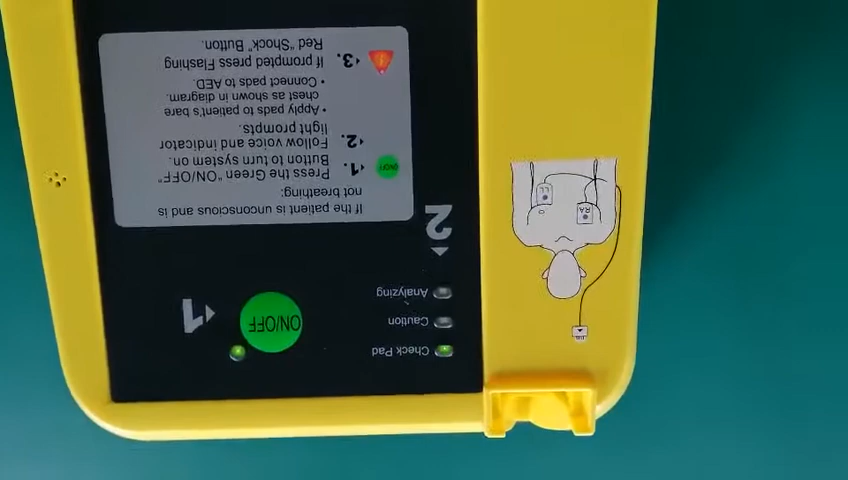 1
ON/OFF
Check Pad
Caution
Analyzing
2
If the patient is unconscious and is
not breathing:
ON/OFF
1. Press the Green "ON/OFF"
Button to turn system on.
2. Follow voice and indicator
light prompts.
• Apply pads to patient's bare
chest as shown in diagram.
• Connect pads to AED.
3. If prompted press Flashing
Red "Shock" Button.
RA
LL